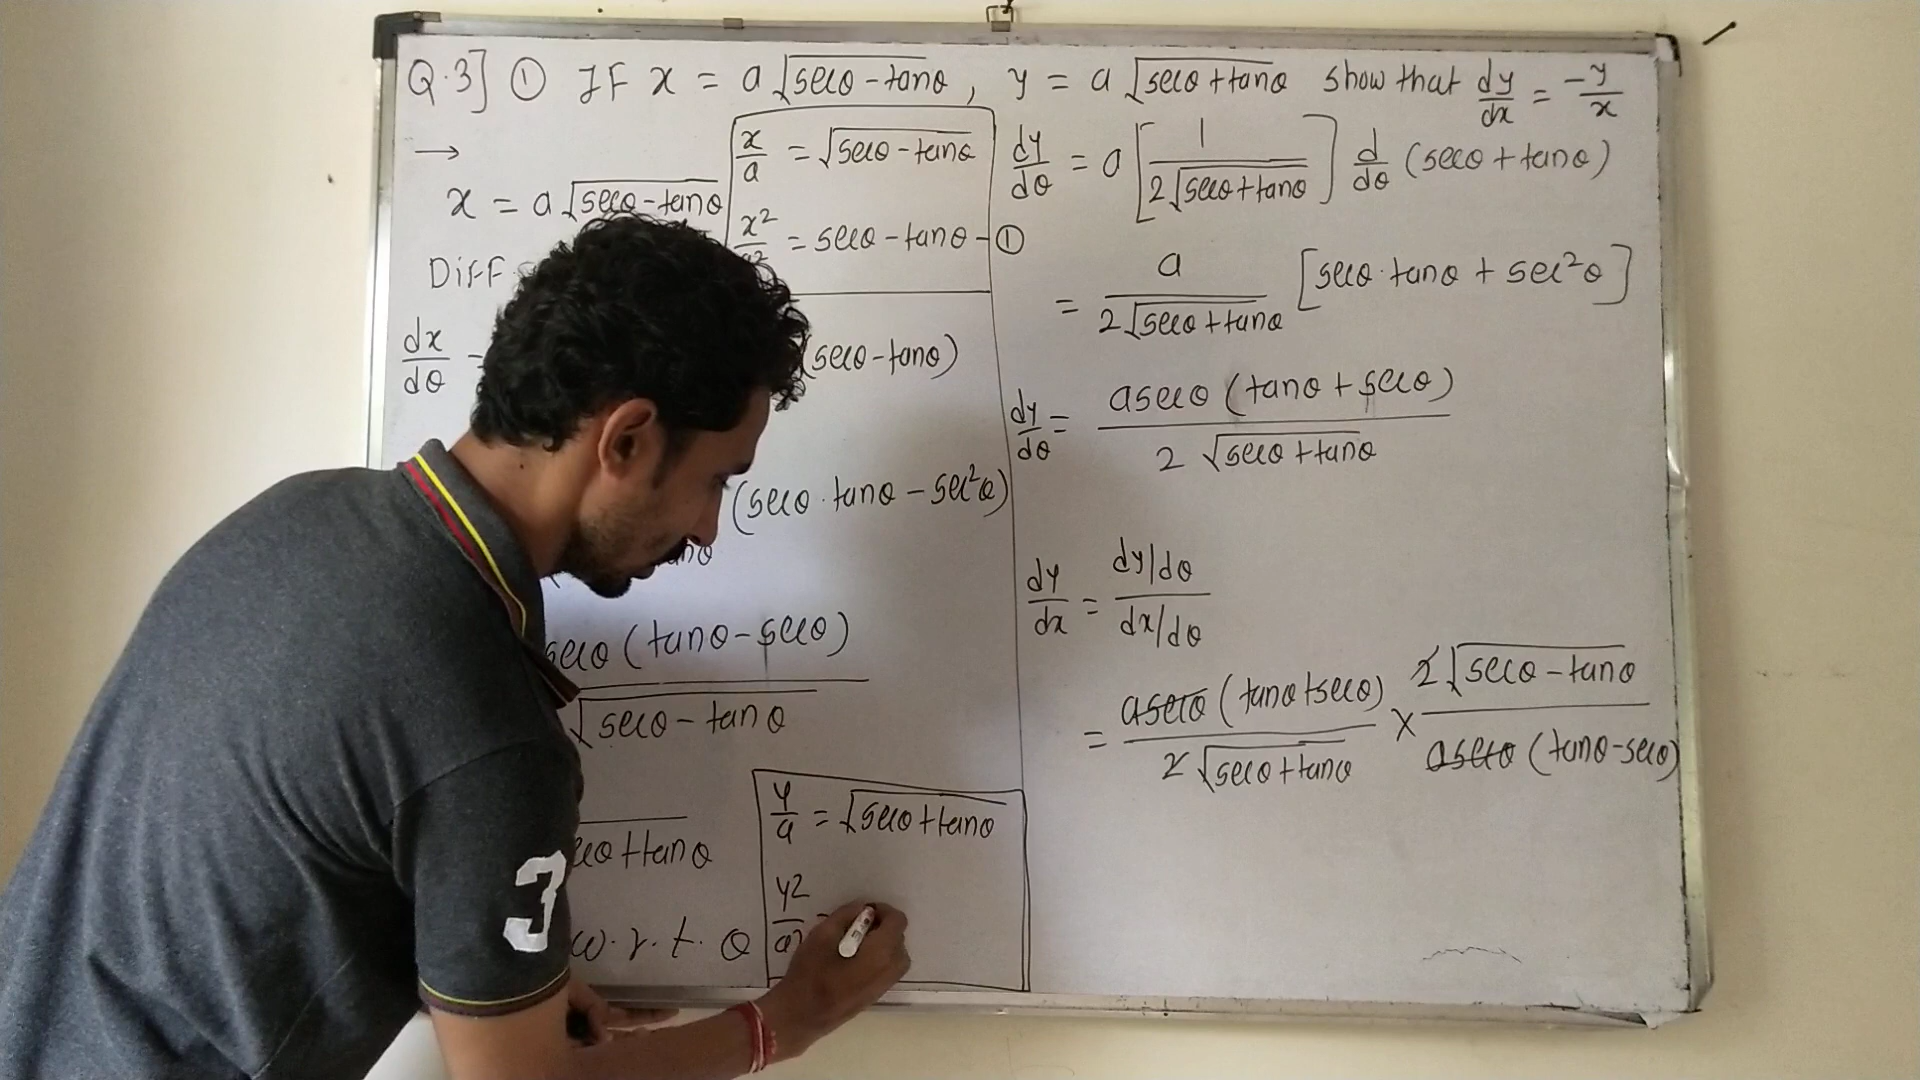 Q.3] ① IF x = a √(secθ - tanθ) , y = a √(secθ + tanθ) show that dy/dx = -y/x
→
x = a √(secθ - tanθ)
x/a = √(secθ - tanθ)
x²/a² = secθ - tanθ - ①
Diff
dx/dθ = (secθ - tanθ)
(secθ · tanθ - sec²θ)
secθ (tanθ - secθ)
√(secθ - tanθ)
secθ + tanθ
w.r.t. θ
y/a = √(secθ + tanθ)
y²/a² =
dy/dθ = a [1 / 2√(secθ + tanθ)] d/dθ (secθ + tanθ)
= a / 2√(secθ + tanθ) [secθ · tanθ + sec²θ]
dy/dθ = a secθ (tanθ + secθ) / 2 √(secθ + tanθ)
dy/dx = dy/dθ / dx/dθ
= a secθ (tanθ + secθ) / 2 √(secθ + tanθ) × 2 √(secθ - tanθ) / a secθ (tanθ - secθ)
3